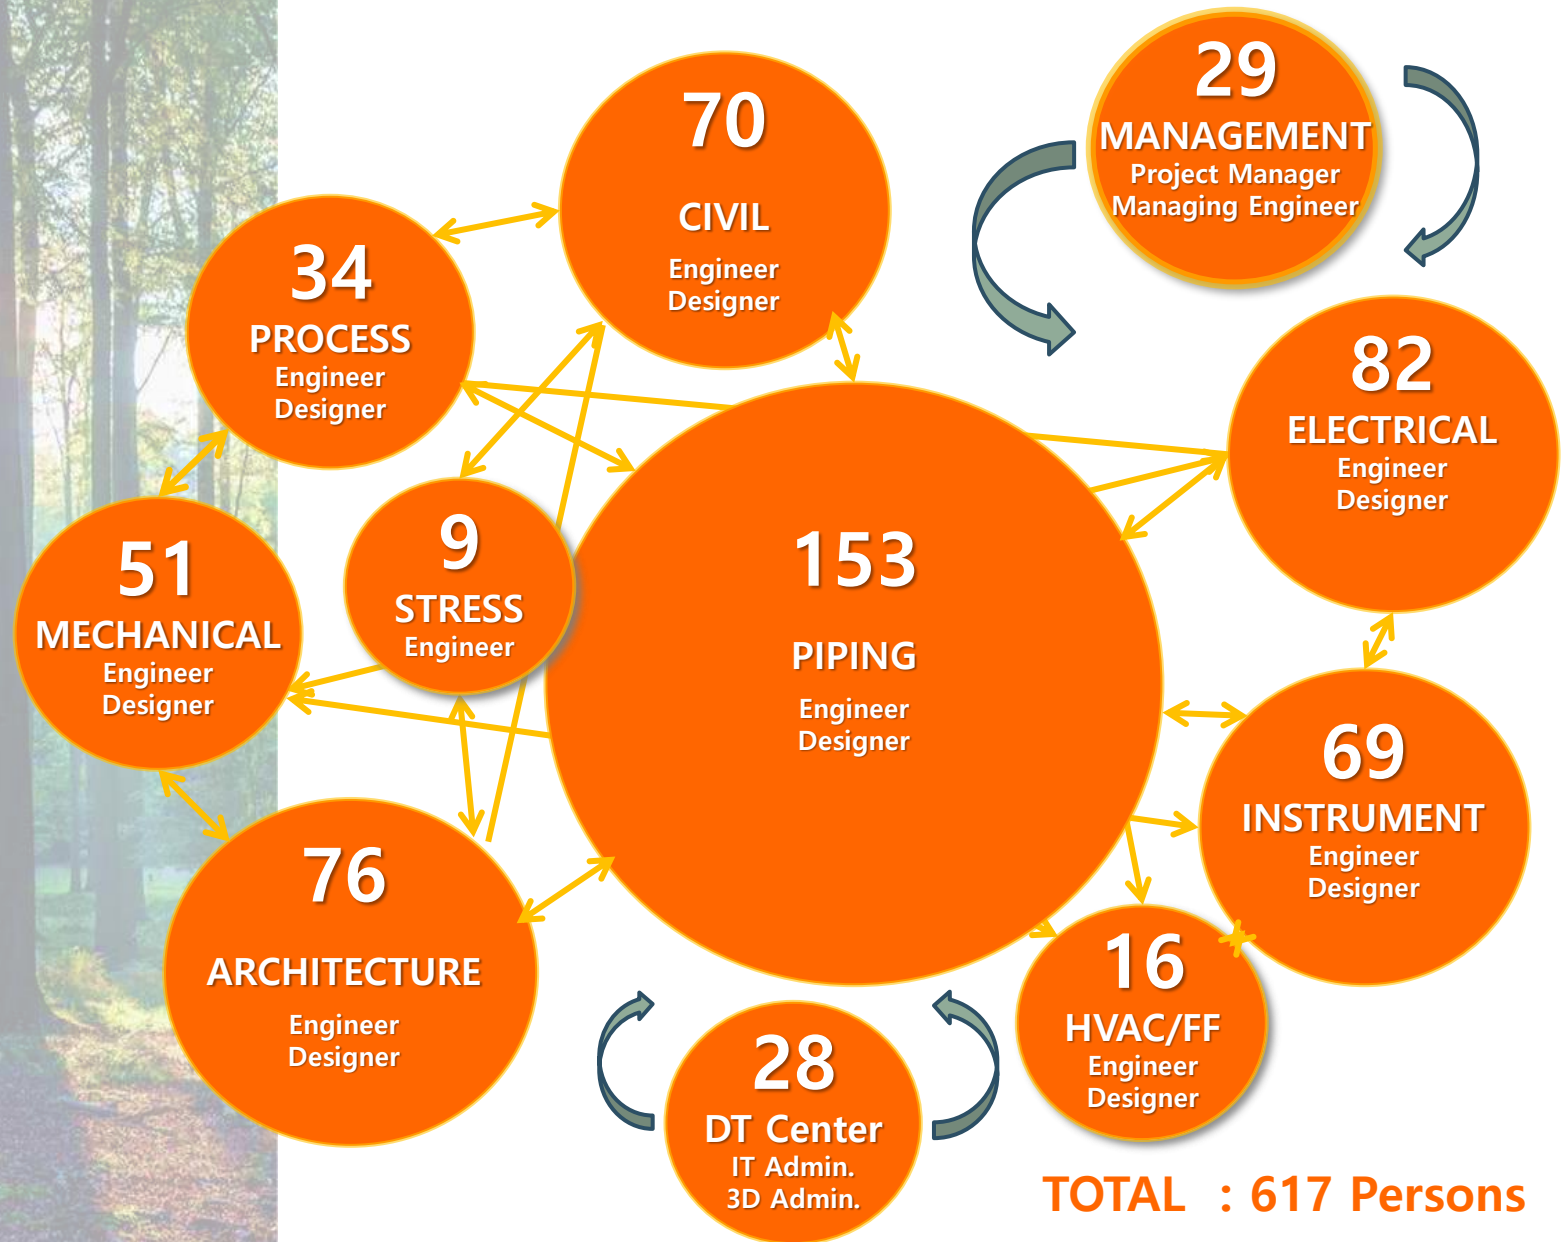 29
MANAGEMENT
Project Manager
Managing Engineer
70
CIVIL
Engineer
Designer
34
PROCESS
Engineer
Designer
82
ELECTRICAL
Engineer
Designer
51
MECHANICAL
Engineer
Designer
9
STRESS
Engineer
153
PIPING
Engineer
Designer
69
INSTRUMENT
Engineer
Designer
76
ARCHITECTURE
Engineer
Designer
16
HVAC/FF
Engineer
Designer
28
DT Center
IT Admin.
3D Admin.
TOTAL : 617 Persons